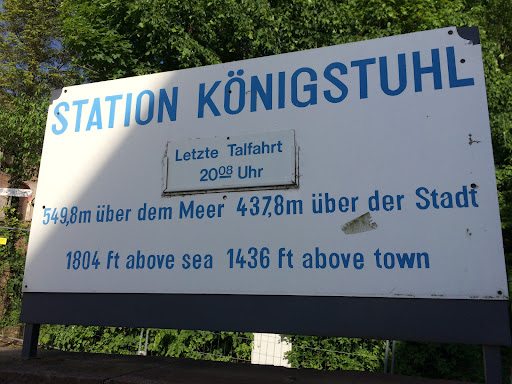 STATION KÖNIGSTUHL
Letzte Talfahrt
20⁰⁸ Uhr
549,8m über dem Meer 437,8m über der Stadt
1804 ft above sea 1436 ft above town